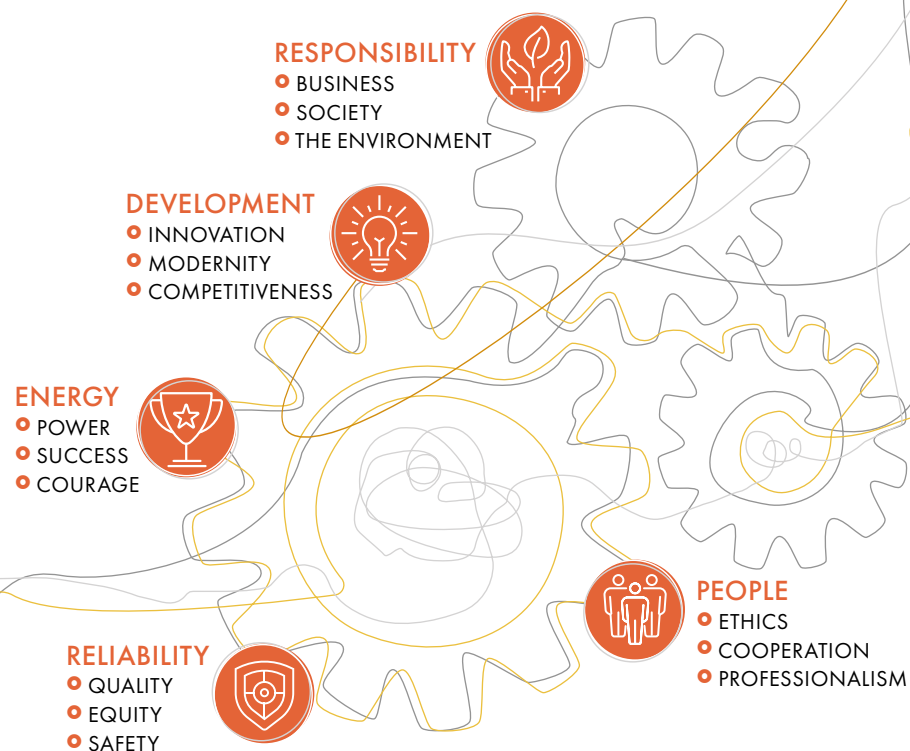 RESPONSIBILITY
BUSINESS
SOCIETY
THE ENVIRONMENT
DEVELOPMENT
INNOVATION
MODERNITY
COMPETITIVENESS
ENERGY
POWER
SUCCESS
COURAGE
PEOPLE
ETHICS
COOPERATION
PROFESSIONALISM
RELIABILITY
QUALITY
EQUITY
SAFETY